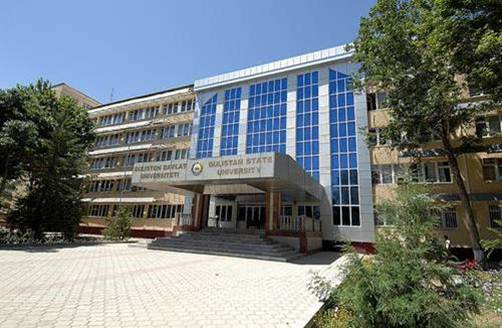 GULISTON DAVLAT
UNIVERSITETI
GULISTAN STATE
UNIVERSITY